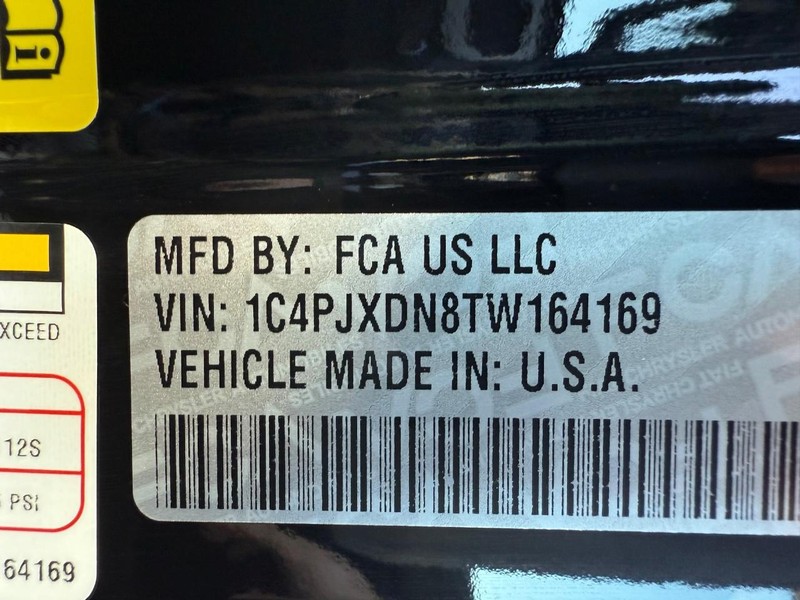 MFD BY: FCA US LLC
VIN: 1C4PJXDN8TW164169
VEHICLE MADE IN: U.S.A.
XCEED
12S
PSI
64169